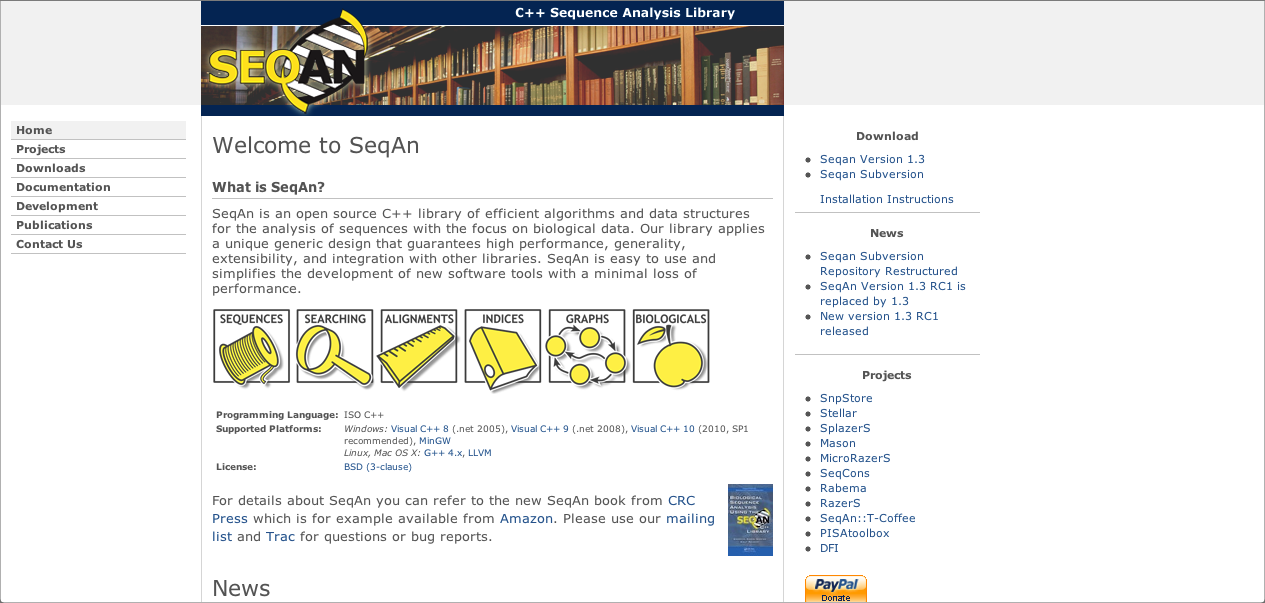 C++ Sequence Analysis Library
SEQAN
Home
Projects
Downloads
Documentation
Development
Publications
Contact Us
Welcome to SeqAn
What is SeqAn?
SeqAn is an open source C++ library of efficient algorithms and data structures
for the analysis of sequences with the focus on biological data. Our library applies
a unique generic design that guarantees high performance, generality,
extensibility, and integration with other libraries. SeqAn is easy to use and
simplifies the development of new software tools with a minimal loss of
performance.
SEQUENCES SEARCHING ALIGNMENTS INDICES GRAPHS BIOLOGICALS
Programming Language: ISO C++
Supported Platforms: Windows: Visual C++ 8 (.net 2005), Visual C++ 9 (.net 2008), Visual C++ 10 (2010, SP1
recommended), MinGW
Linux, Mac OS X: G++ 4.x, LLVM
License: BSD (3-clause)
For details about SeqAn you can refer to the new SeqAn book from CRC
Press which is for example available from Amazon. Please use our mailing
list and Trac for questions or bug reports.
BIOLOGICAL
SEQUENCE
ANALYSIS
USING THE
SEQAN
C++
LIBRARY
News
Download
Seqan Version 1.3
Seqan Subversion
Installation Instructions
News
Seqan Subversion
Repository Restructured
SeqAn Version 1.3 RC1 is
replaced by 1.3
New version 1.3 RC1
released
Projects
SnpStore
Stellar
SplazerS
Mason
MicroRazerS
SeqCons
Rabema
RazerS
SeqAn::T-Coffee
PISAtoolbox
DFI
PayPal
Donate